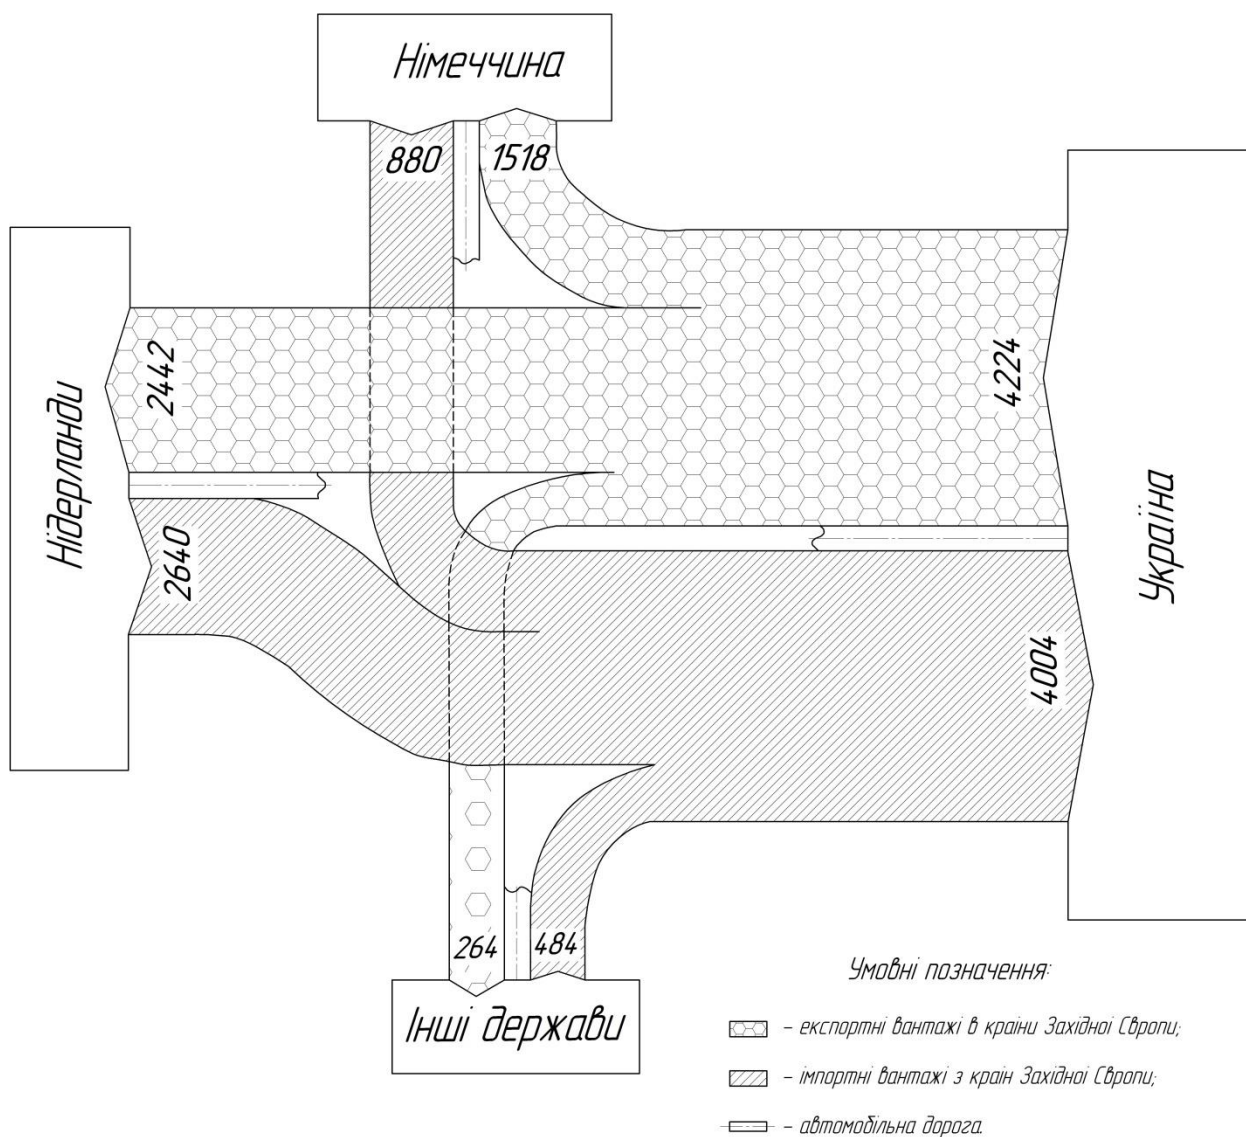 Німеччина
880
1518
Нідерланди
2442
2640
4224
4004
Україна
264
484
Інші держави
Умовні позначення:
- експортні вантажі в країни Західної Європи;
- імпортні вантажі з країн Західної Європи;
- автомобільна дорога.